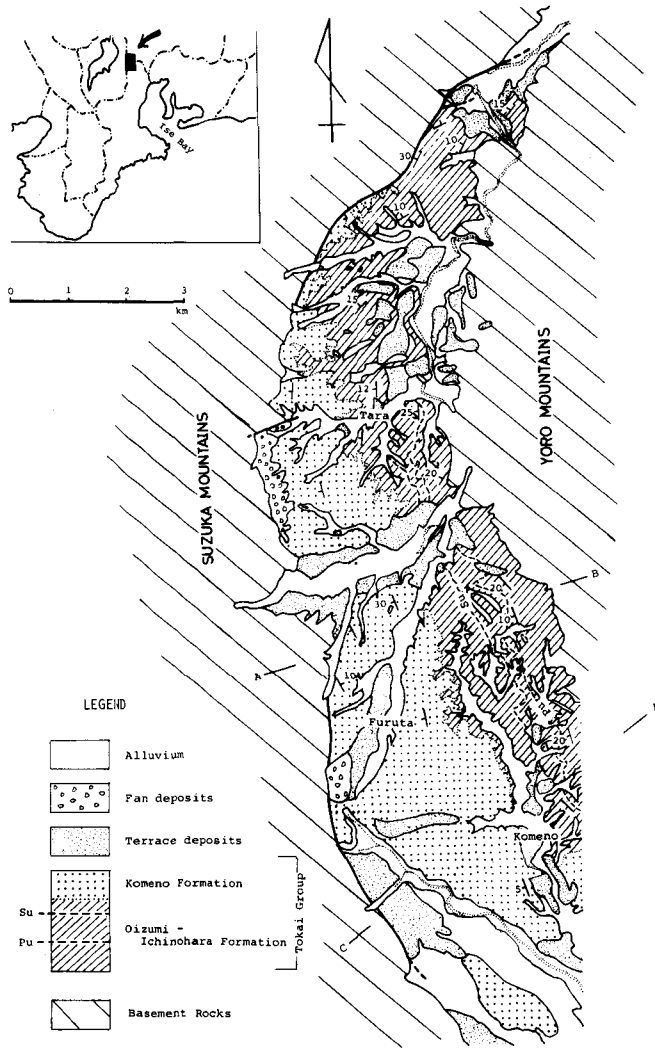 Ise Bay
0 1 2 3
km
SUZUKA MOUNTAINS
YORO MOUNTAINS
15
10
30
10
15
12
Tara
25
20
20
10
B
30
A
10
Furuta
20
Komeno
5
C
LEGEND
Alluvium
Fan deposits
Terrace deposits
Komeno Formation
Su
Oizumi -
Ichinohara Formation
Pu
Tokai Group
Basement Rocks